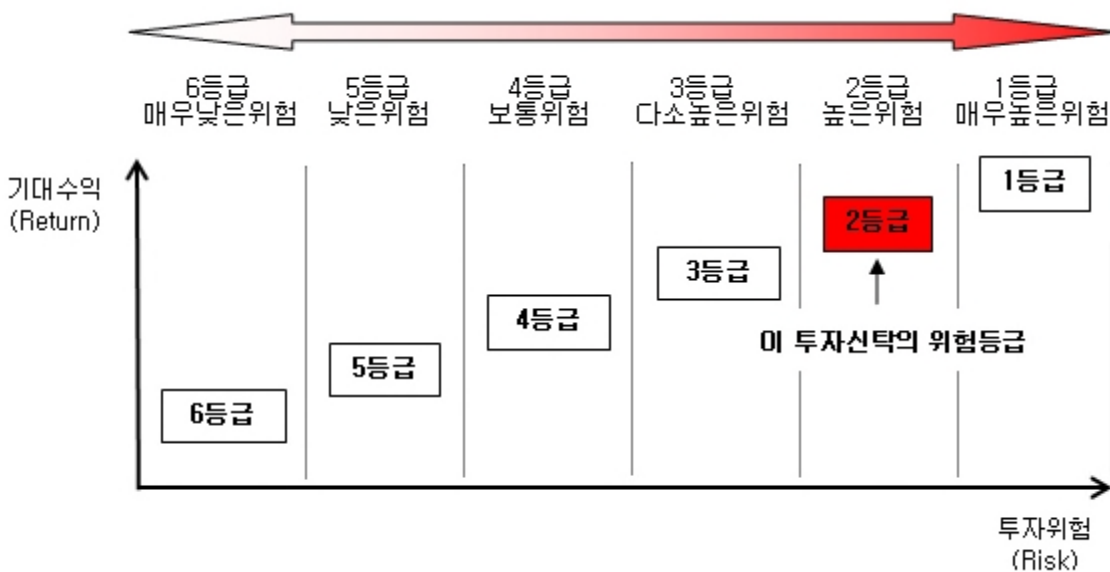 6등급
매우낮은위험
5등급
낮은위험
4등급
보통위험
3등급
다소높은위험
2등급
높은위험
1등급
매우높은위험
기대수익
(Return)
1등급
2등급
3등급
4등급
이 투자신탁의 위험등급
5등급
6등급
투자위험
(Risk)